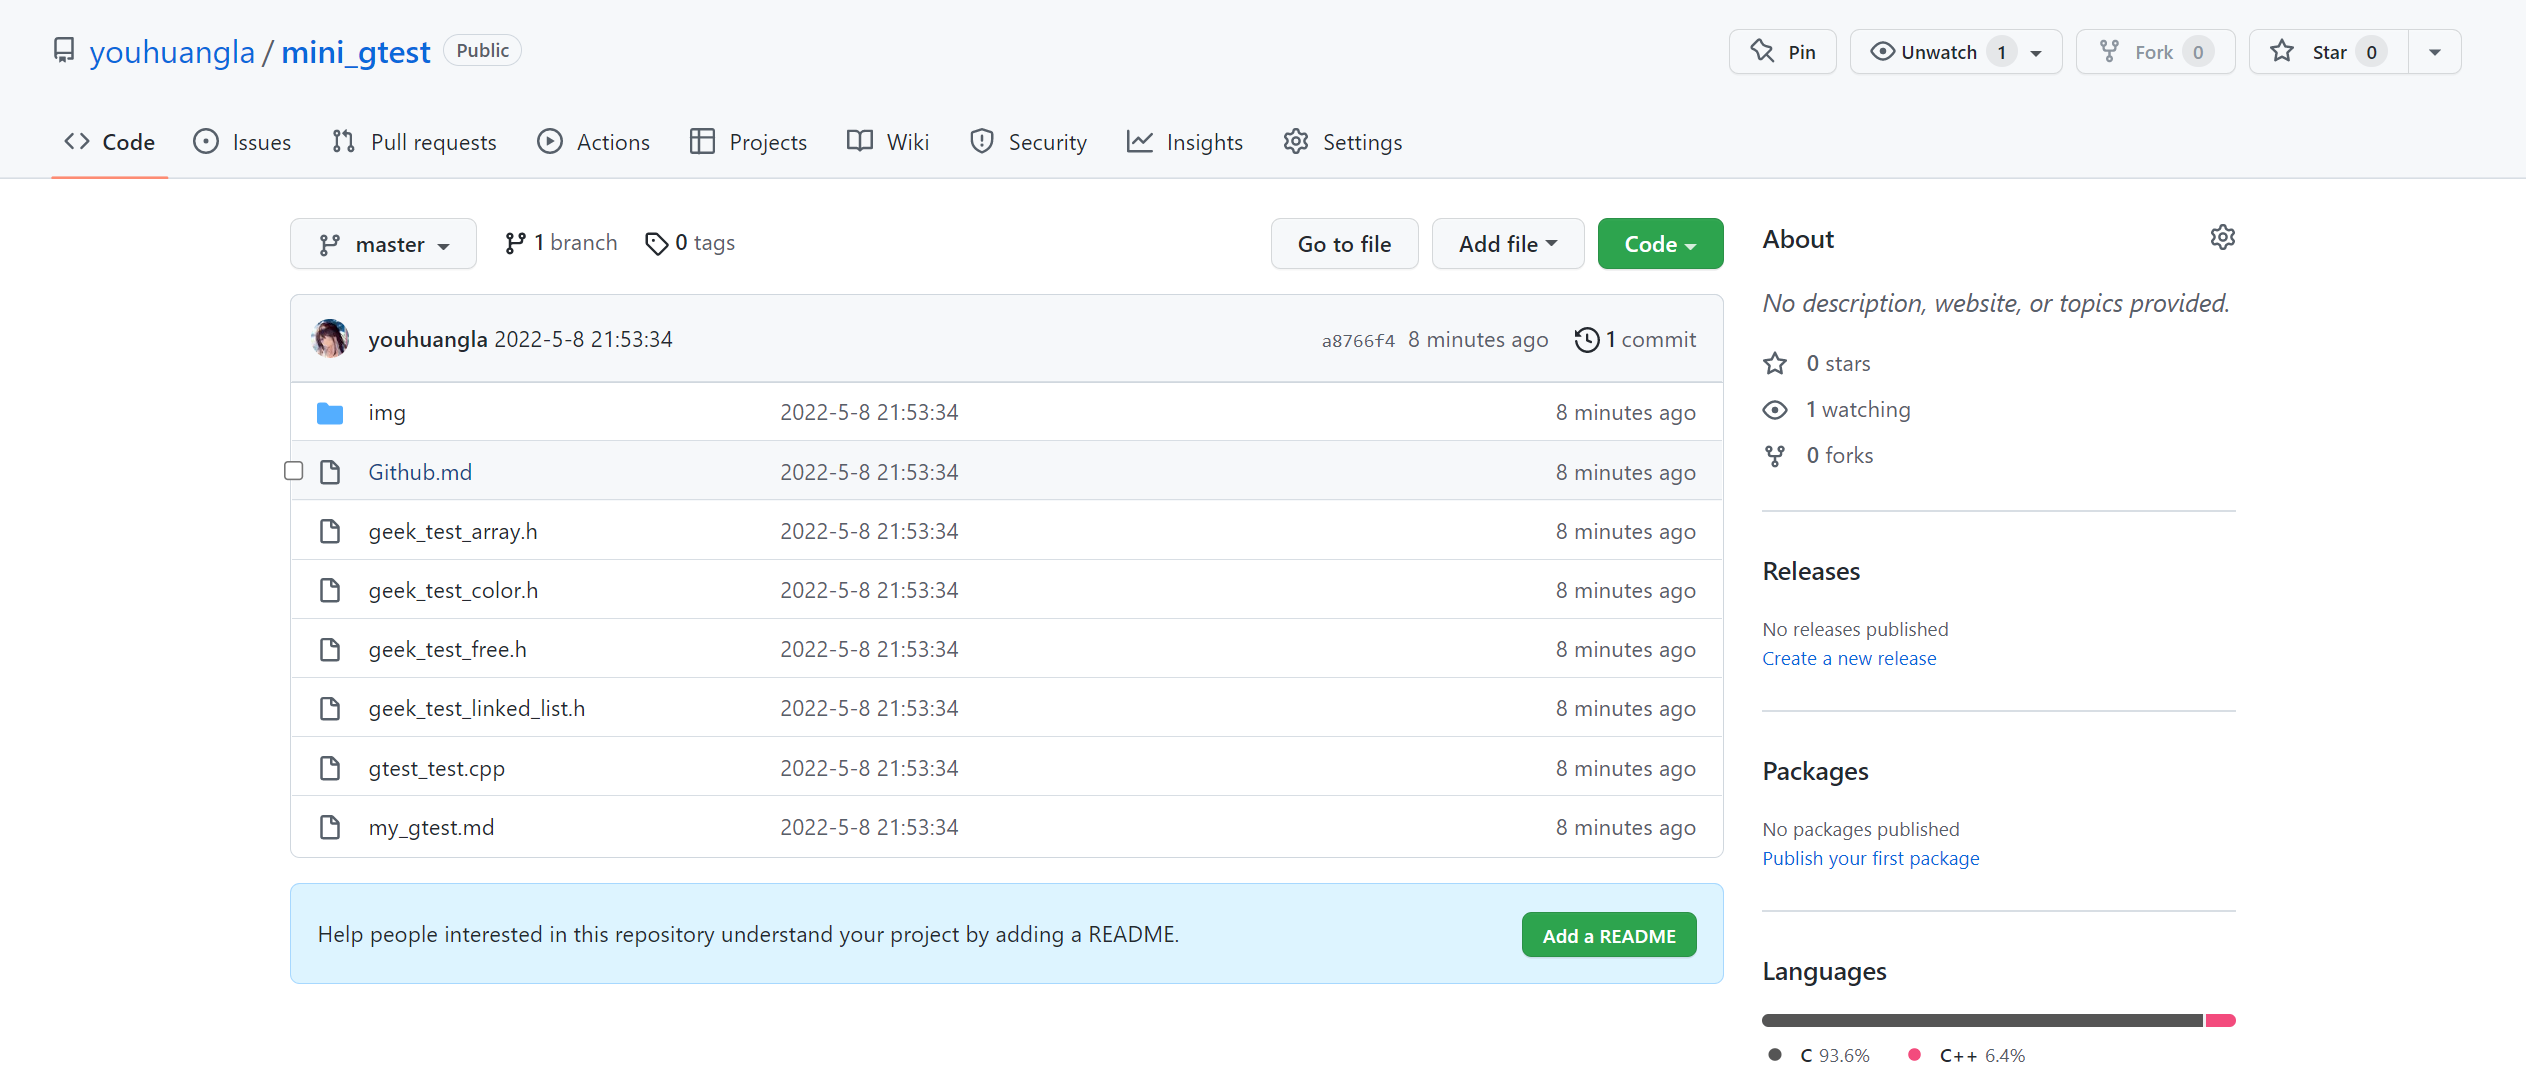 youhuangla / mini_gtest Public
Pin Unwatch 1 Fork 0 Star 0
Code Issues Pull requests Actions Projects Wiki Security Insights Settings
master 1 branch 0 tags Go to file Add file Code
youhuangla 2022-5-8 21:53:34 a8766f4 8 minutes ago 1 commit
img 2022-5-8 21:53:34 8 minutes ago
Github.md 2022-5-8 21:53:34 8 minutes ago
geek_test_array.h 2022-5-8 21:53:34 8 minutes ago
geek_test_color.h 2022-5-8 21:53:34 8 minutes ago
geek_test_free.h 2022-5-8 21:53:34 8 minutes ago
geek_test_linked_list.h 2022-5-8 21:53:34 8 minutes ago
gtest_test.cpp 2022-5-8 21:53:34 8 minutes ago
my_gtest.md 2022-5-8 21:53:34 8 minutes ago
Help people interested in this repository understand your project by adding a README. Add a README
About
No description, website, or topics provided.
0 stars
1 watching
0 forks
Releases
No releases published
Create a new release
Packages
No packages published
Publish your first package
Languages
C 93.6% C++ 6.4%